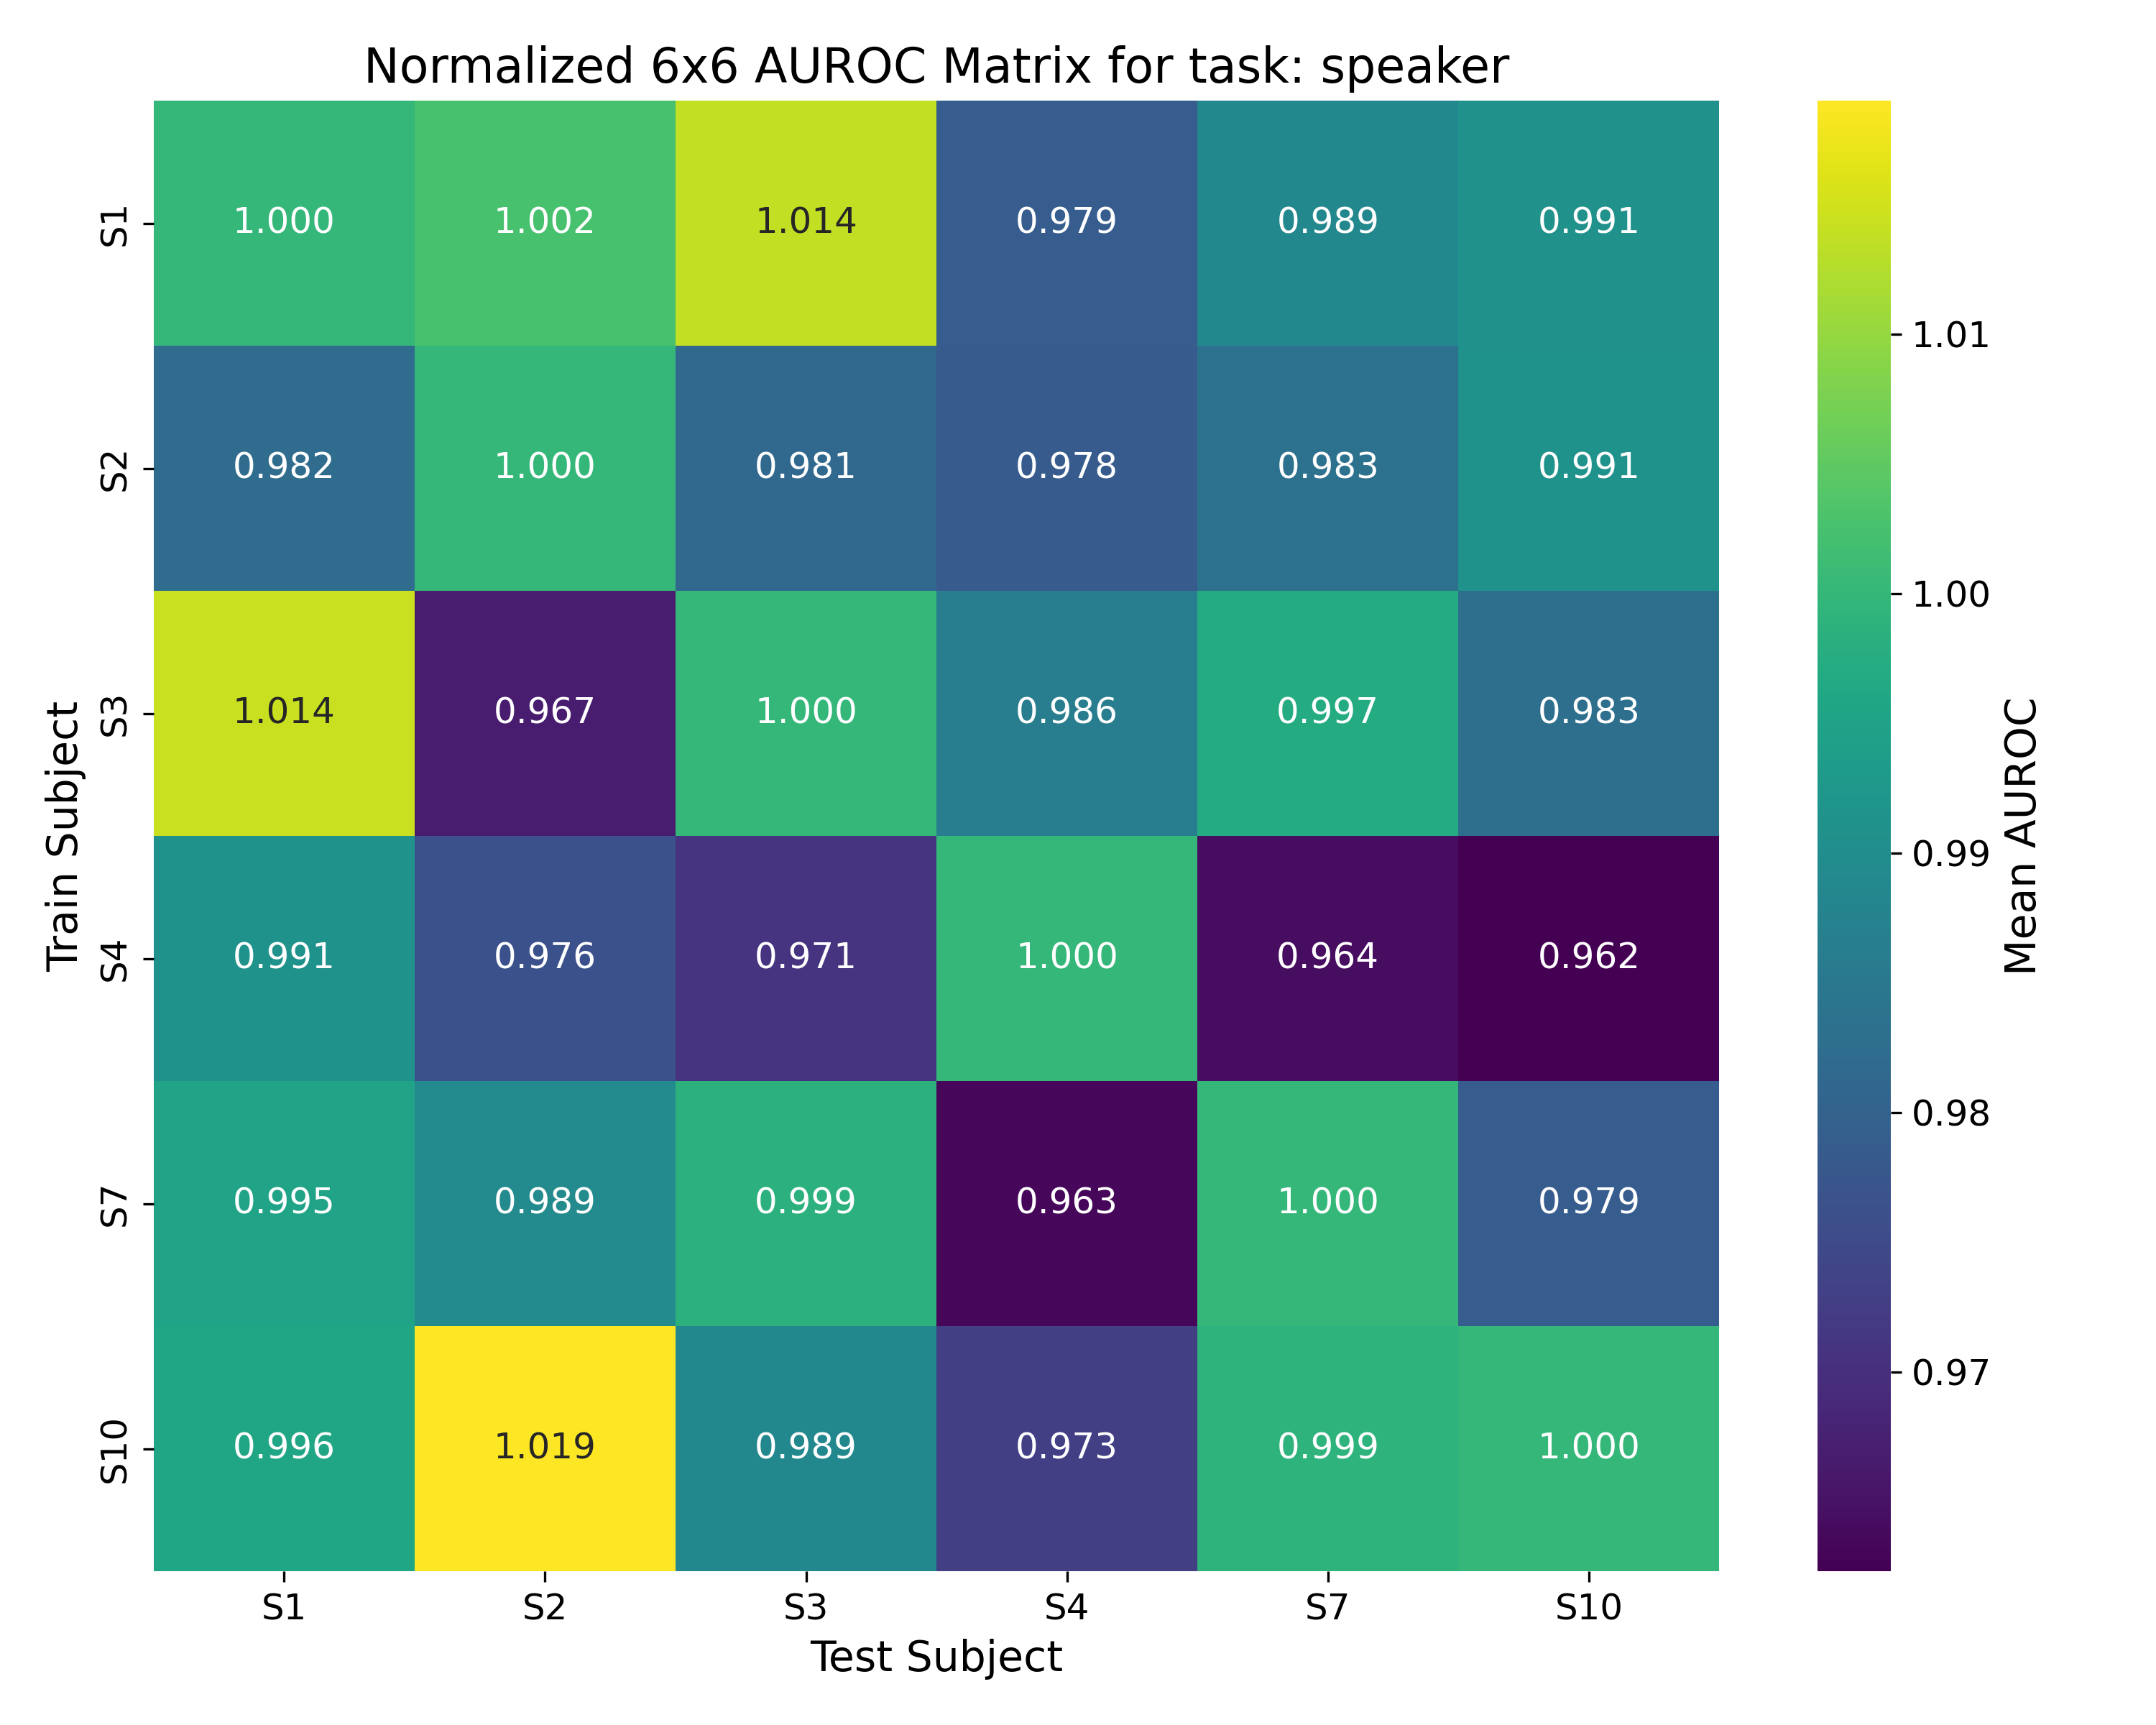 Normalized 6x6 AUROC Matrix for task: speaker
S1 1.000 1.002 1.014 0.979 0.989 0.991
S2 0.982 1.000 0.981 0.978 0.983 0.991
S3 1.014 0.967 1.000 0.986 0.997 0.983
S4 0.991 0.976 0.971 1.000 0.964 0.962
S7 0.995 0.989 0.999 0.963 1.000 0.979
S10 0.996 1.019 0.989 0.973 0.999 1.000
S1 S2 S3 S4 S7 S10
Test Subject
Train Subject
1.01
1.00
0.99
0.98
0.97
Mean AUROC